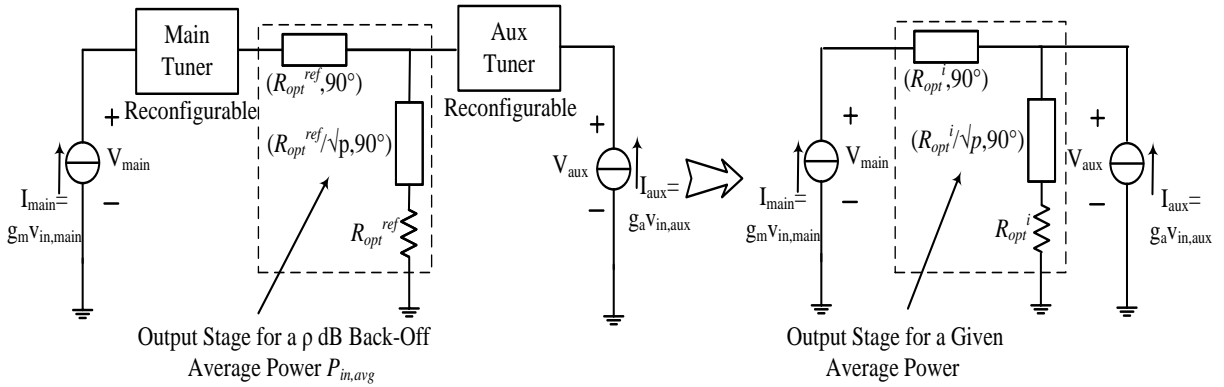 Main
Tuner
Reconfigurable
(R_opt^ref,90°)
(R_opt^ref/√p,90°)
R_opt^ref
Aux
Tuner
Reconfigurable
+
V_main
−
I_main=
g_mv_in,main
+
V_aux
−
I_aux=
g_av_in,aux
Output Stage for a ρ dB Back-Off
Average Power P_in,avg
(R_opt^i,90°)
(R_opt^i/√p,90°)
R_opt^i
+
V_main
−
I_main=
g_mv_in,main
+
V_aux
−
I_aux=
g_av_in,aux
Output Stage for a Given
Average Power